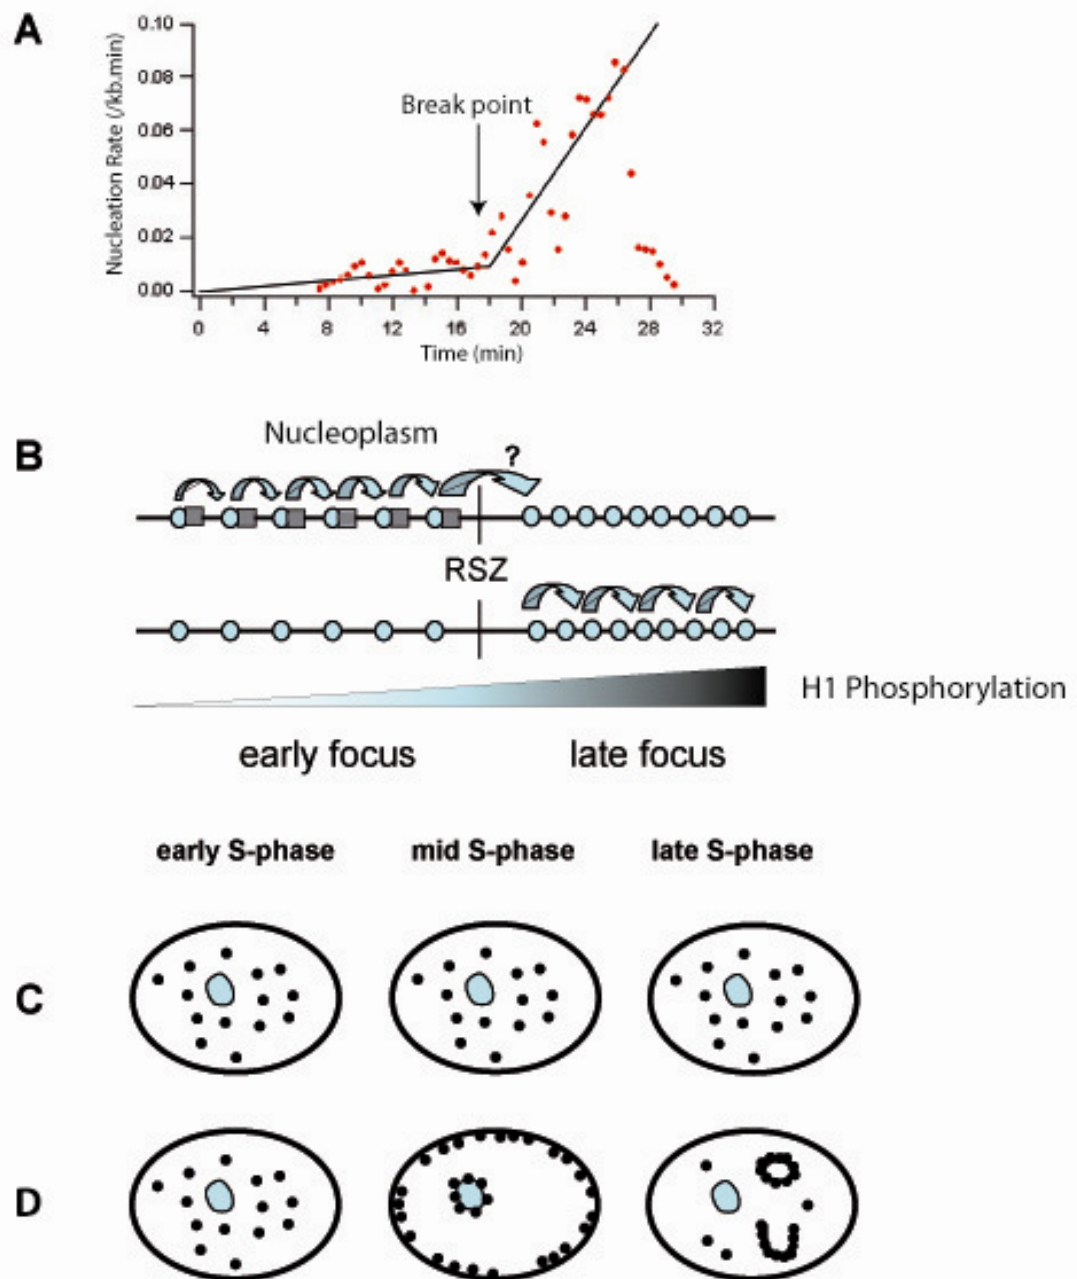 A
Nucleation Rate (/kb.min)
0.10
0.08
0.06
0.04
0.02
0.00
Break point
0 4 8 12 16 20 24 28 32
Time (min)
B
Nucleoplasm
?
RSZ
H1 Phosphorylation
early focus late focus
early S-phase mid S-phase late S-phase
C
D